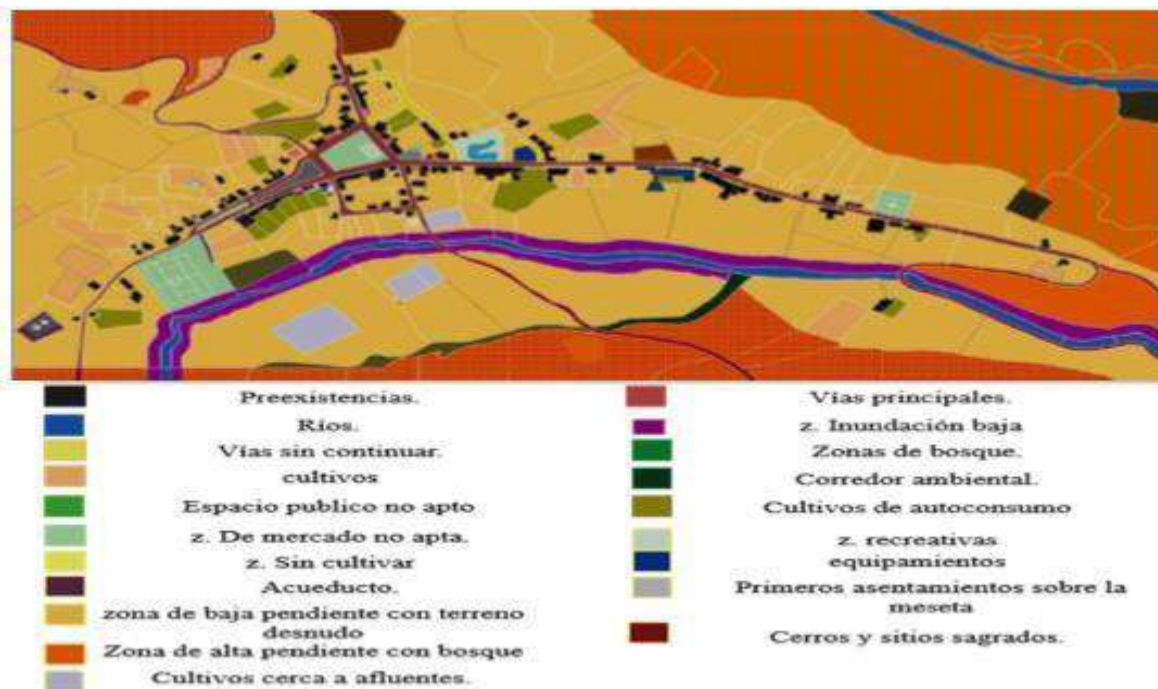 Preexistencias.
Ríos.
Vías sin continuar.
cultivos
Espacio publico no apto
z. De mercado no apta.
z. Sin cultivar
Acueducto.
zona de baja pendiente con terreno
desnudo
Zona de alta pendiente con bosque
Cultivos cerca a afluentes.
Vías principales.
z. Inundación baja
Zonas de bosque.
Corredor ambiental.
Cultivos de autoconsumo
z. recreativas
equipamientos
Primeros asentamientos sobre la
meseta
Cerros y sitios sagrados.